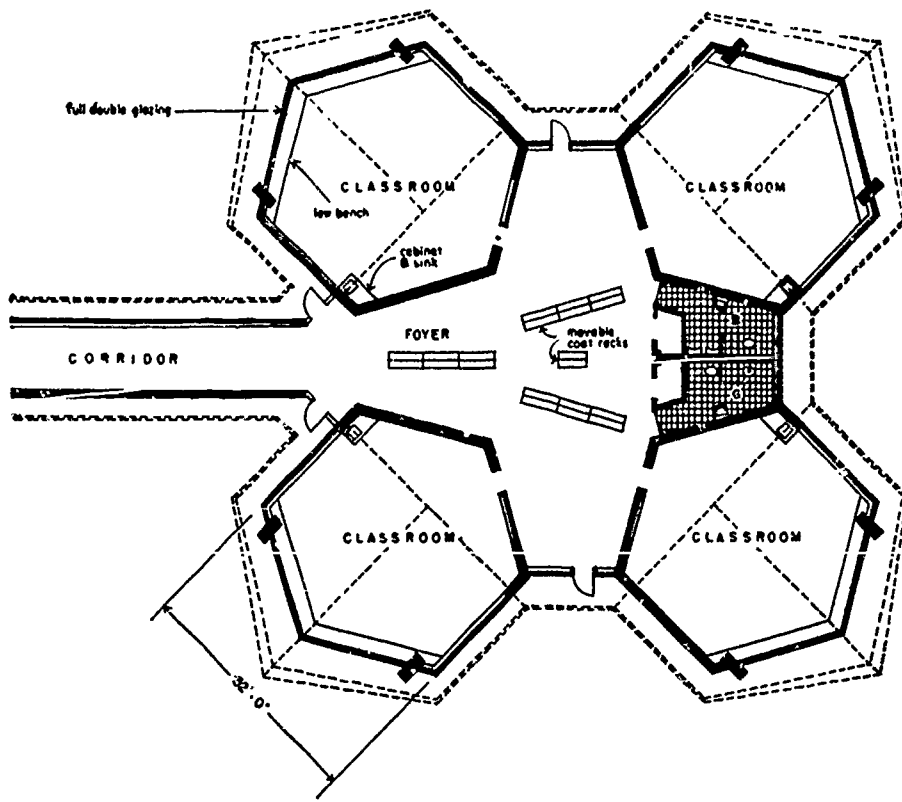 full double glazing
CLASSROOM
CLASSROOM
low bench
cabinet
& sink
FOYER
movable
coat racks
CORRIDOR
B
G
CLASSROOM
CLASSROOM
32'.0"